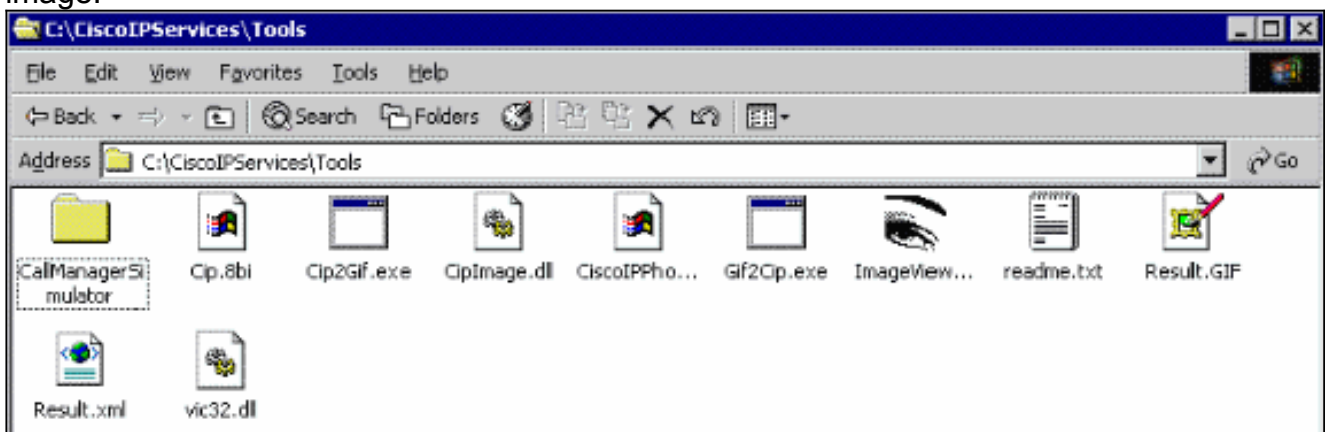 image.
C:\CiscoIPServices\Tools
File Edit View Favorites Tools Help
Back Search Folders
Address C:\CiscoIPServices\Tools Go
CallManagerSi Cip.8bi Cip2Gif.exe CipImage.dll CiscoIPPho... Gif2Cip.exe ImageView... readme.txt Result.GIF
mulator
Result.xml vic32.dll